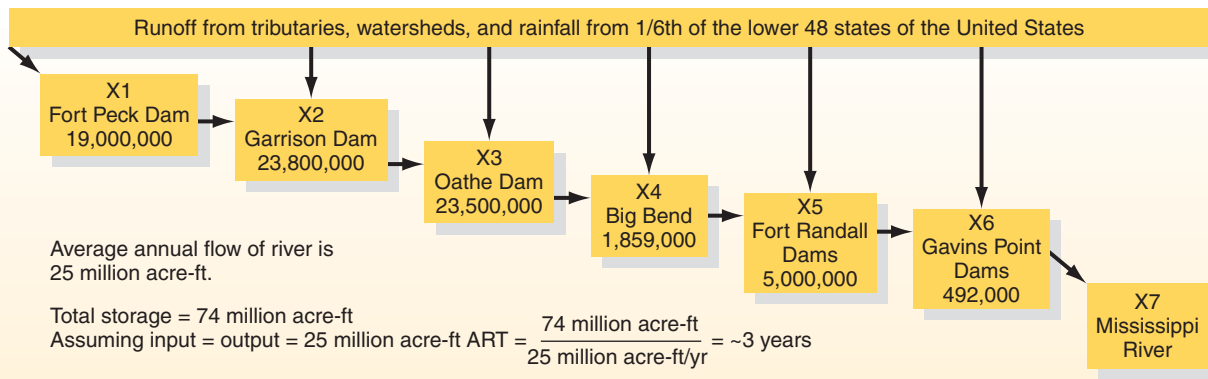 Runoff from tributaries, watersheds, and rainfall from 1/6th of the lower 48 states of the United States
X1
Fort Peck Dam
19,000,000
X2
Garrison Dam
23,800,000
X3
Oathe Dam
23,500,000
X4
Big Bend
1,859,000
X5
Fort Randall
Dams
5,000,000
X6
Gavins Point
Dams
492,000
X7
Mississippi
River
Average annual flow of river is
25 million acre-ft.
Total storage = 74 million acre-ft
Assuming input = output = 25 million acre-ft ART = 74 million acre-ft / 25 million acre-ft/yr = ~3 years